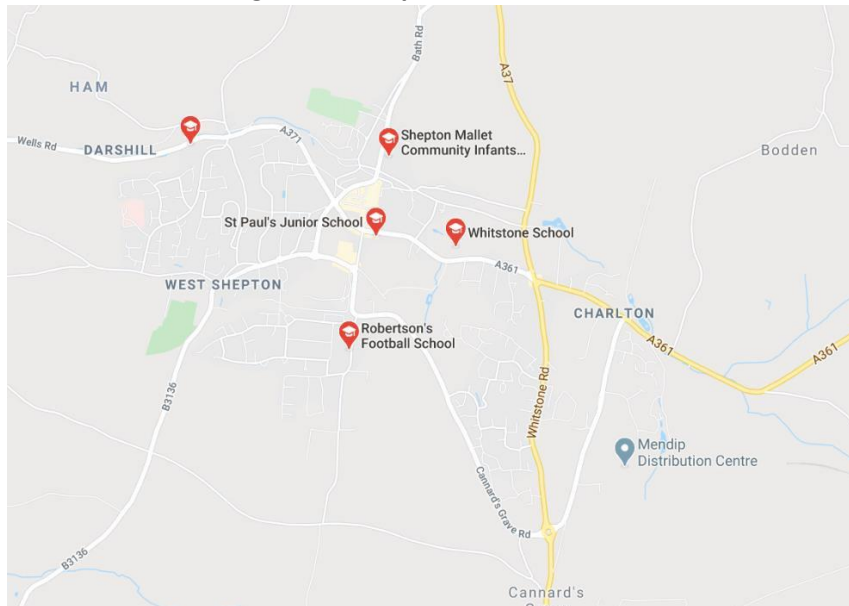 Bath Rd
A37
HAM
A371
Wells Rd
DARSHILL
Shepton Mallet
Community Infants...
Bodden
St Paul's Junior School
Whitstone School
A361
WEST SHEPTON
CHARLTON
Robertson's
Football School
A361
A361
B3136
Whitstone Rd
Mendip
Distribution Centre
Cannard's Grave Rd
B3136
Cannard's